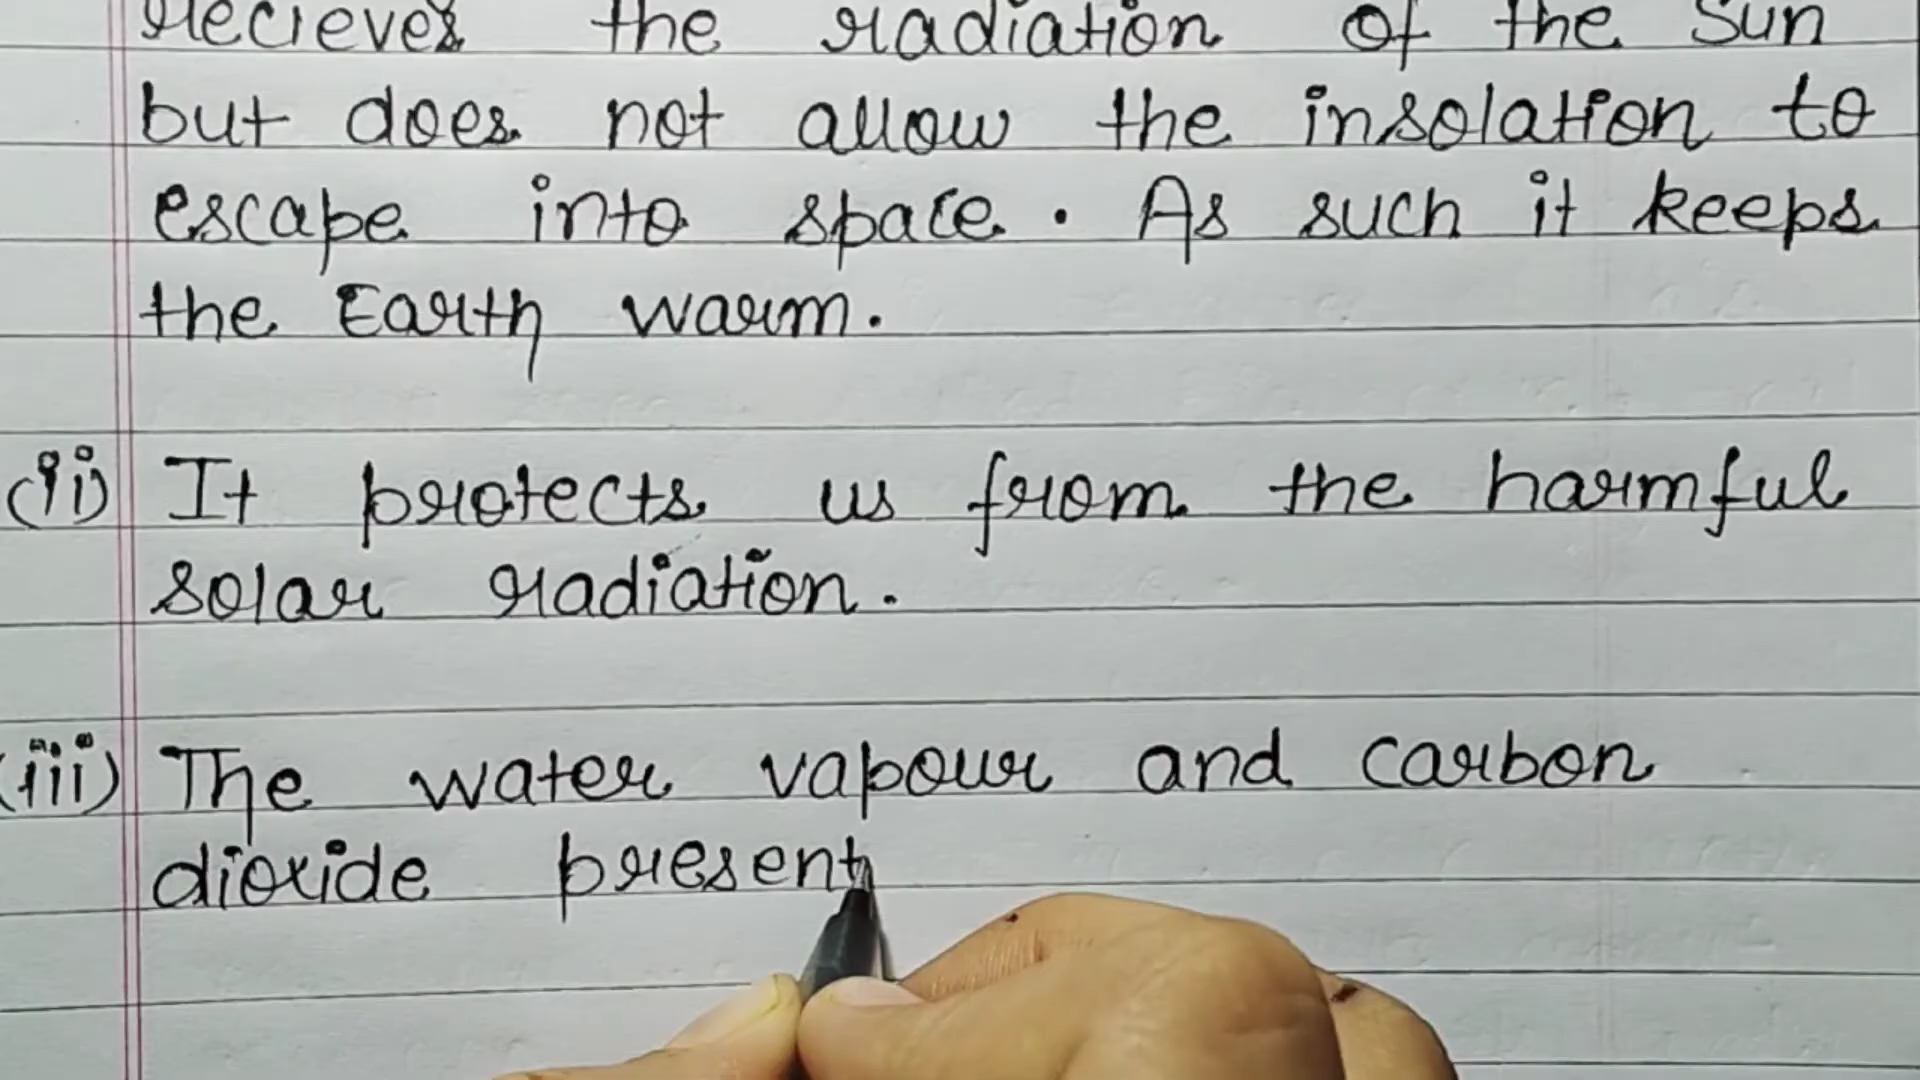 recieves the radiation of the Sun
but does not allow the insolation to
escape into space. As such it keeps
the Earth warm.
(ii) It protects us from the harmful
solar radiation.
(iii) The water vapour and carbon
dioxide present